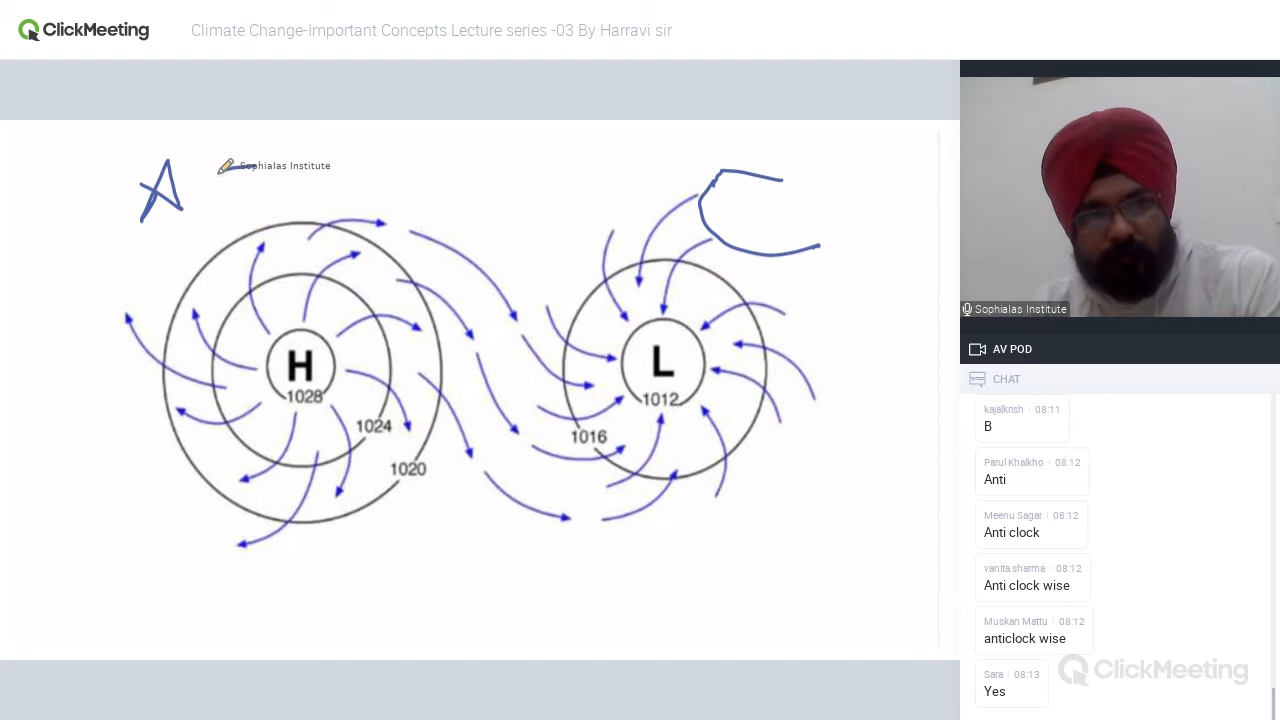 ClickMeeting
Climate Change-Important Concepts Lecture series -03 By Harravi sir
A
Sophialas Institute
C
H
1028
1024
1020
L
1012
1016
Sophialas Institute
AV POD
CHAT
kajalkrish 08:11
B
Parul Khalkho 08:12
Anti
Meenu Sagar 08:12
Anti clock
vanita sharma 08:12
Anti clock wise
Muskan Mattu 08:12
anticlock wise
Sara 08:13
Yes
ClickMeeting